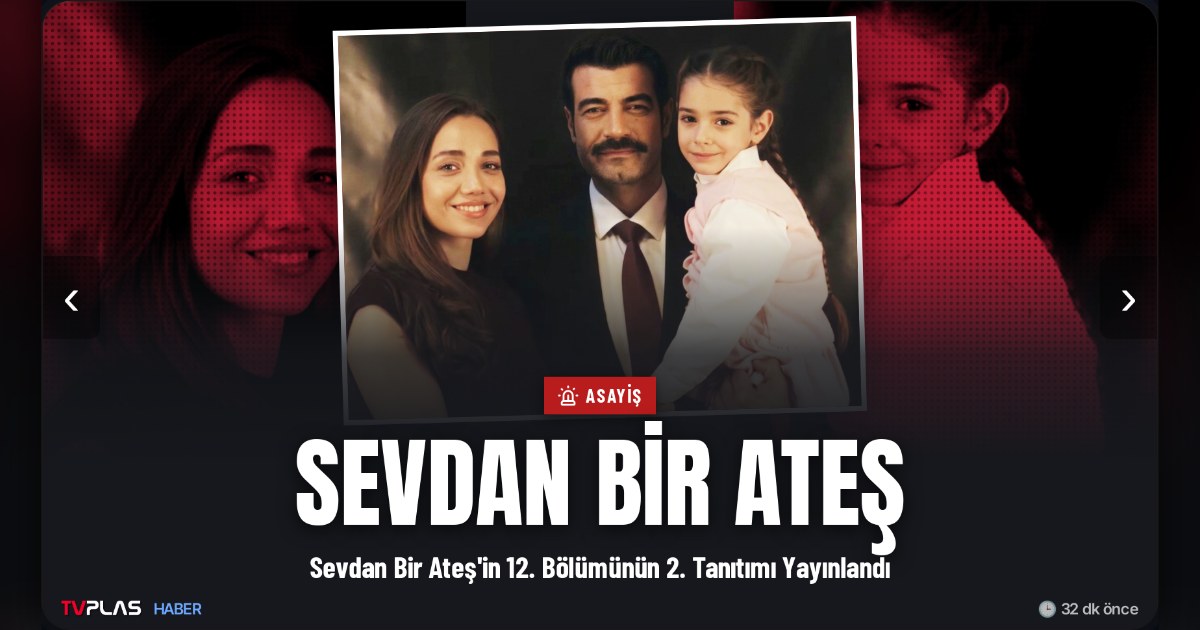 ASAYİŞ
SEVDAN BİR ATEŞ
Sevdan Bir Ateş'in 12. Bölümünün 2. Tanıtımı Yayınlandı
TVPLAS HABER
32 dk önce